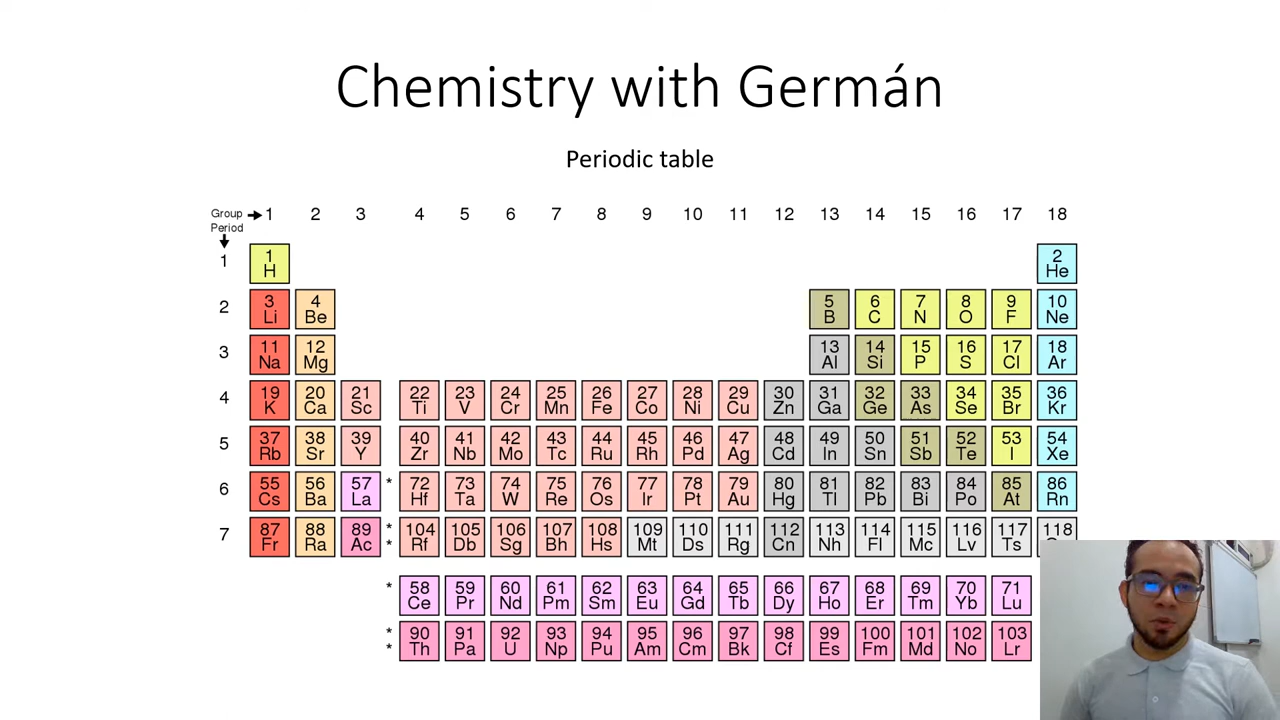 Chemistry with Germán
Periodic table
Group 1 2 3 4 5 6 7 8 9 10 11 12 13 14 15 16 17 18
Period
1 1 2
H He
2 3 4 5 6 7 8 9 10
Li Be B C N O F Ne
3 11 12 13 14 15 16 17 18
Na Mg Al Si P S Cl Ar
4 19 20 21 22 23 24 25 26 27 28 29 30 31 32 33 34 35 36
K Ca Sc Ti V Cr Mn Fe Co Ni Cu Zn Ga Ge As Se Br Kr
5 37 38 39 40 41 42 43 44 45 46 47 48 49 50 51 52 53 54
Rb Sr Y Zr Nb Mo Tc Ru Rh Pd Ag Cd In Sn Sb Te I Xe
6 55 56 57 * 72 73 74 75 76 77 78 79 80 81 82 83 84 85 86
Cs Ba La Hf Ta W Re Os Ir Pt Au Hg Tl Pb Bi Po At Rn
7 87 88 89 * 104 105 106 107 108 109 110 111 112 113 114 115 116 117 118
Fr Ra Ac * Rf Db Sg Bh Hs Mt Ds Rg Cn Nh Fl Mc Lv Ts
* 58 59 60 61 62 63 64 65 66 67 68 69 70 71
Ce Pr Nd Pm Sm Eu Gd Tb Dy Ho Er Tm Yb Lu
* 90 91 92 93 94 95 96 97 98 99 100 101 102 103
* Th Pa U Np Pu Am Cm Bk Cf Es Fm Md No Lr